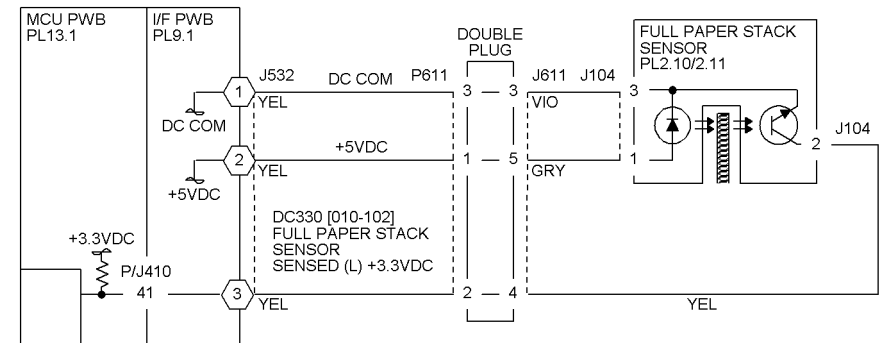 MCU PWB
PL13.1
I/F PWB
PL9.1
DOUBLE
PLUG
FULL PAPER STACK
SENSOR
PL2.10/2.11
1
J532
DC COM
P611
3
3
J611
J104
3
YEL
VIO
DC COM
J104
2
+5VDC
1
5
1
2
YEL
GRY
+5VDC
+3.3VDC
DC330 [010-102]
FULL PAPER STACK
SENSOR
SENSED (L) +3.3VDC
P/J410
41
3
2
4
YEL
YEL